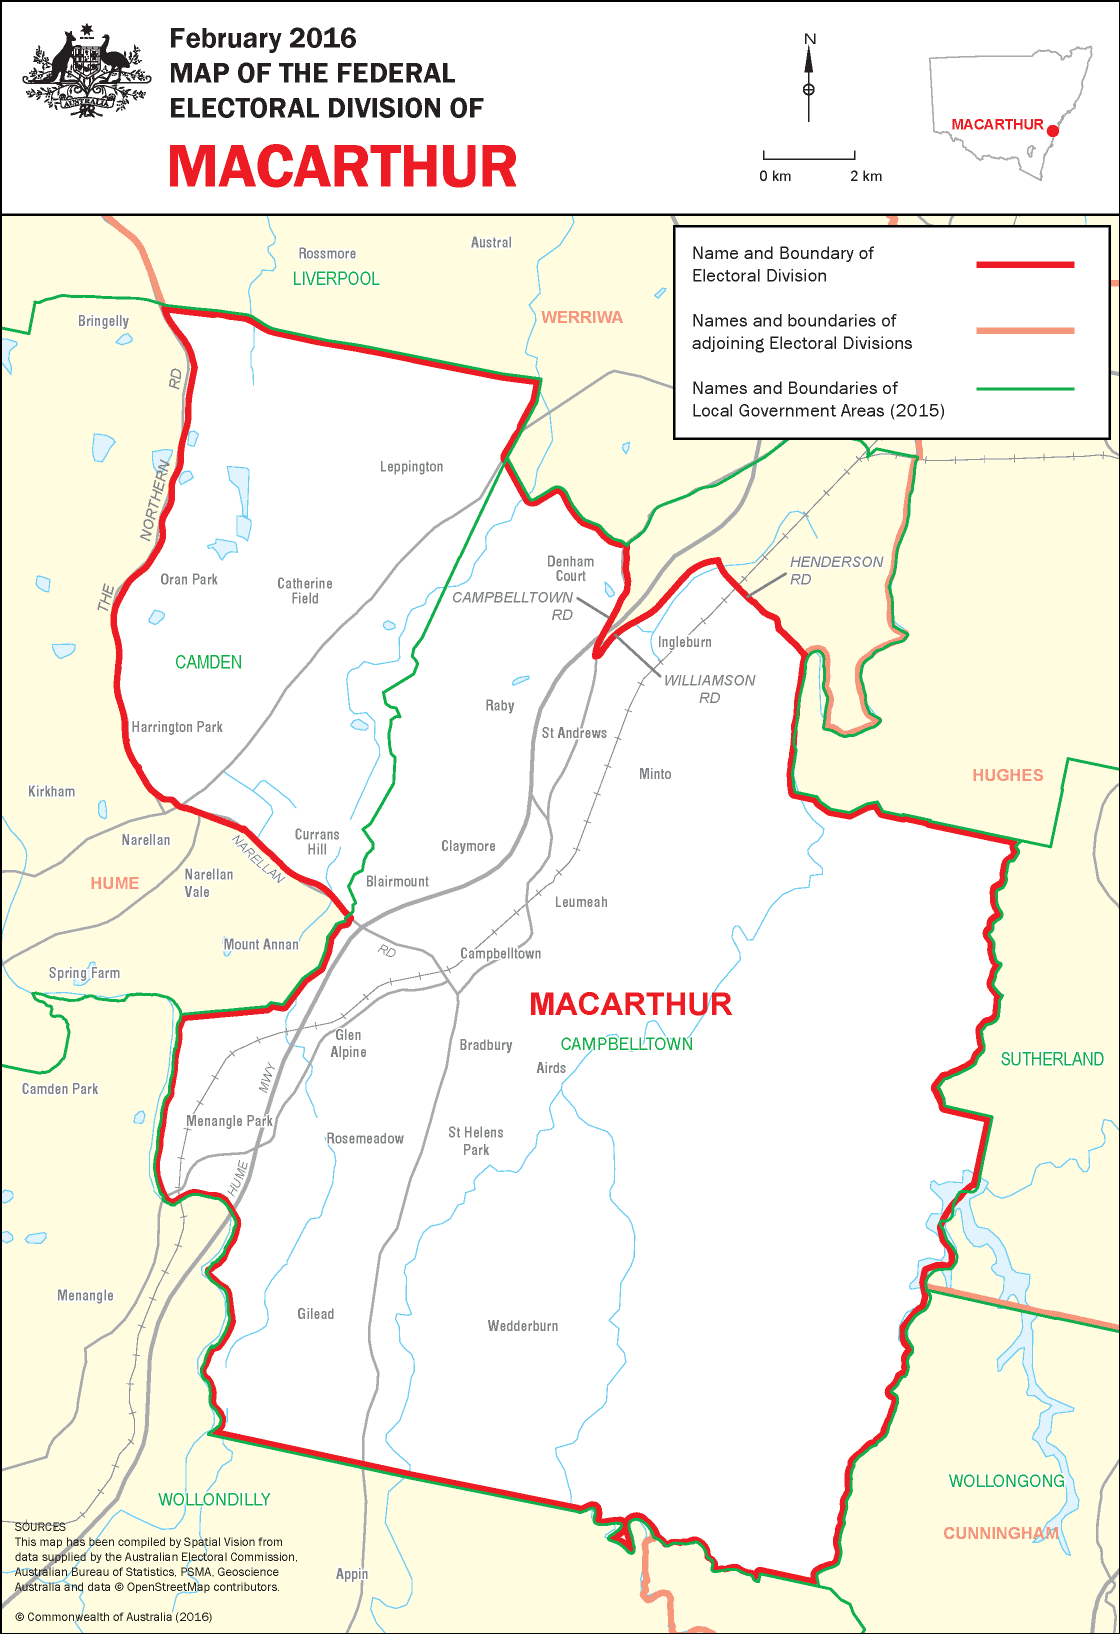 February 2016
MAP OF THE FEDERAL
ELECTORAL DIVISION OF
MACARTHUR
AUSTRALIA
N
0 km
2 km
MACARTHUR
Name and Boundary of
Electoral Division
Names and boundaries of
adjoining Electoral Divisions
Names and Boundaries of
Local Government Areas (2015)
Austral
Rossmore
LIVERPOOL
WERRIWA
Bringelly
RD
Leppington
NORTHERN
Denham
Court
HENDERSON
RD
Oran Park
Catherine
Field
THE
CAMPBELLTOWN
RD
Ingleburn
CAMDEN
WILLIAMSON
RD
Raby
Harrington Park
St Andrews
Minto
HUGHES
Kirkham
Narellan
Currans
Hill
Claymore
NARELLAN
HUME
Narellan
Vale
Blairmount
Leumeah
Mount Annan
RD
Campbelltown
Spring Farm
MACARTHUR
Glen
Alpine
Bradbury
CAMPBELLTOWN
SUTHERLAND
Airds
MWY
Camden Park
Menangle Park
Rosemeadow
St Helens
Park
HUME
Menangle
Gilead
Wedderburn
WOLLONGONG
WOLLONDILLY
CUNNINGHAM
Appin
SOURCES
This map has been compiled by Spatial Vision from
data supplied by the Australian Electoral Commission,
Australian Bureau of Statistics, PSMA, Geoscience
Australia and data © OpenStreetMap contributors.
© Commonwealth of Australia (2016)